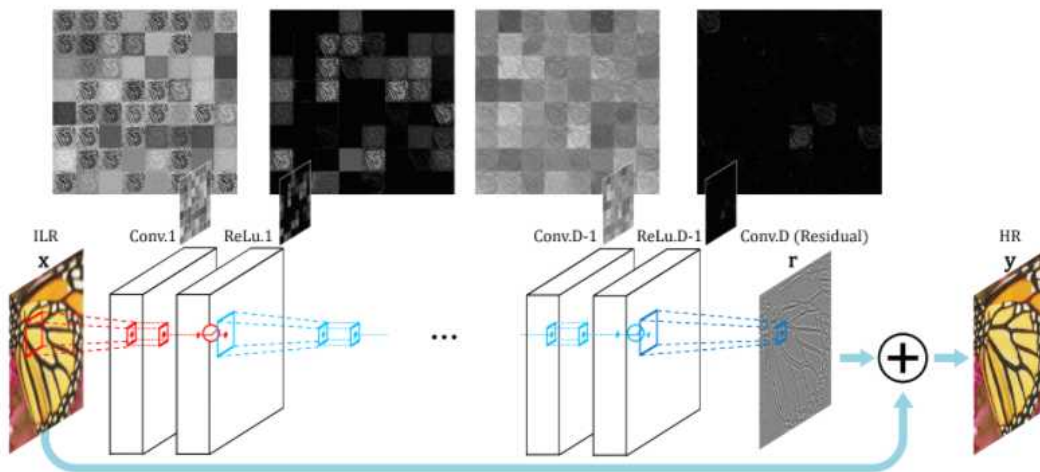 ILR
x
Conv.1
ReLu.1
...
Conv.D-1
ReLu.D-1
Conv.D (Residual)
r
HR
y